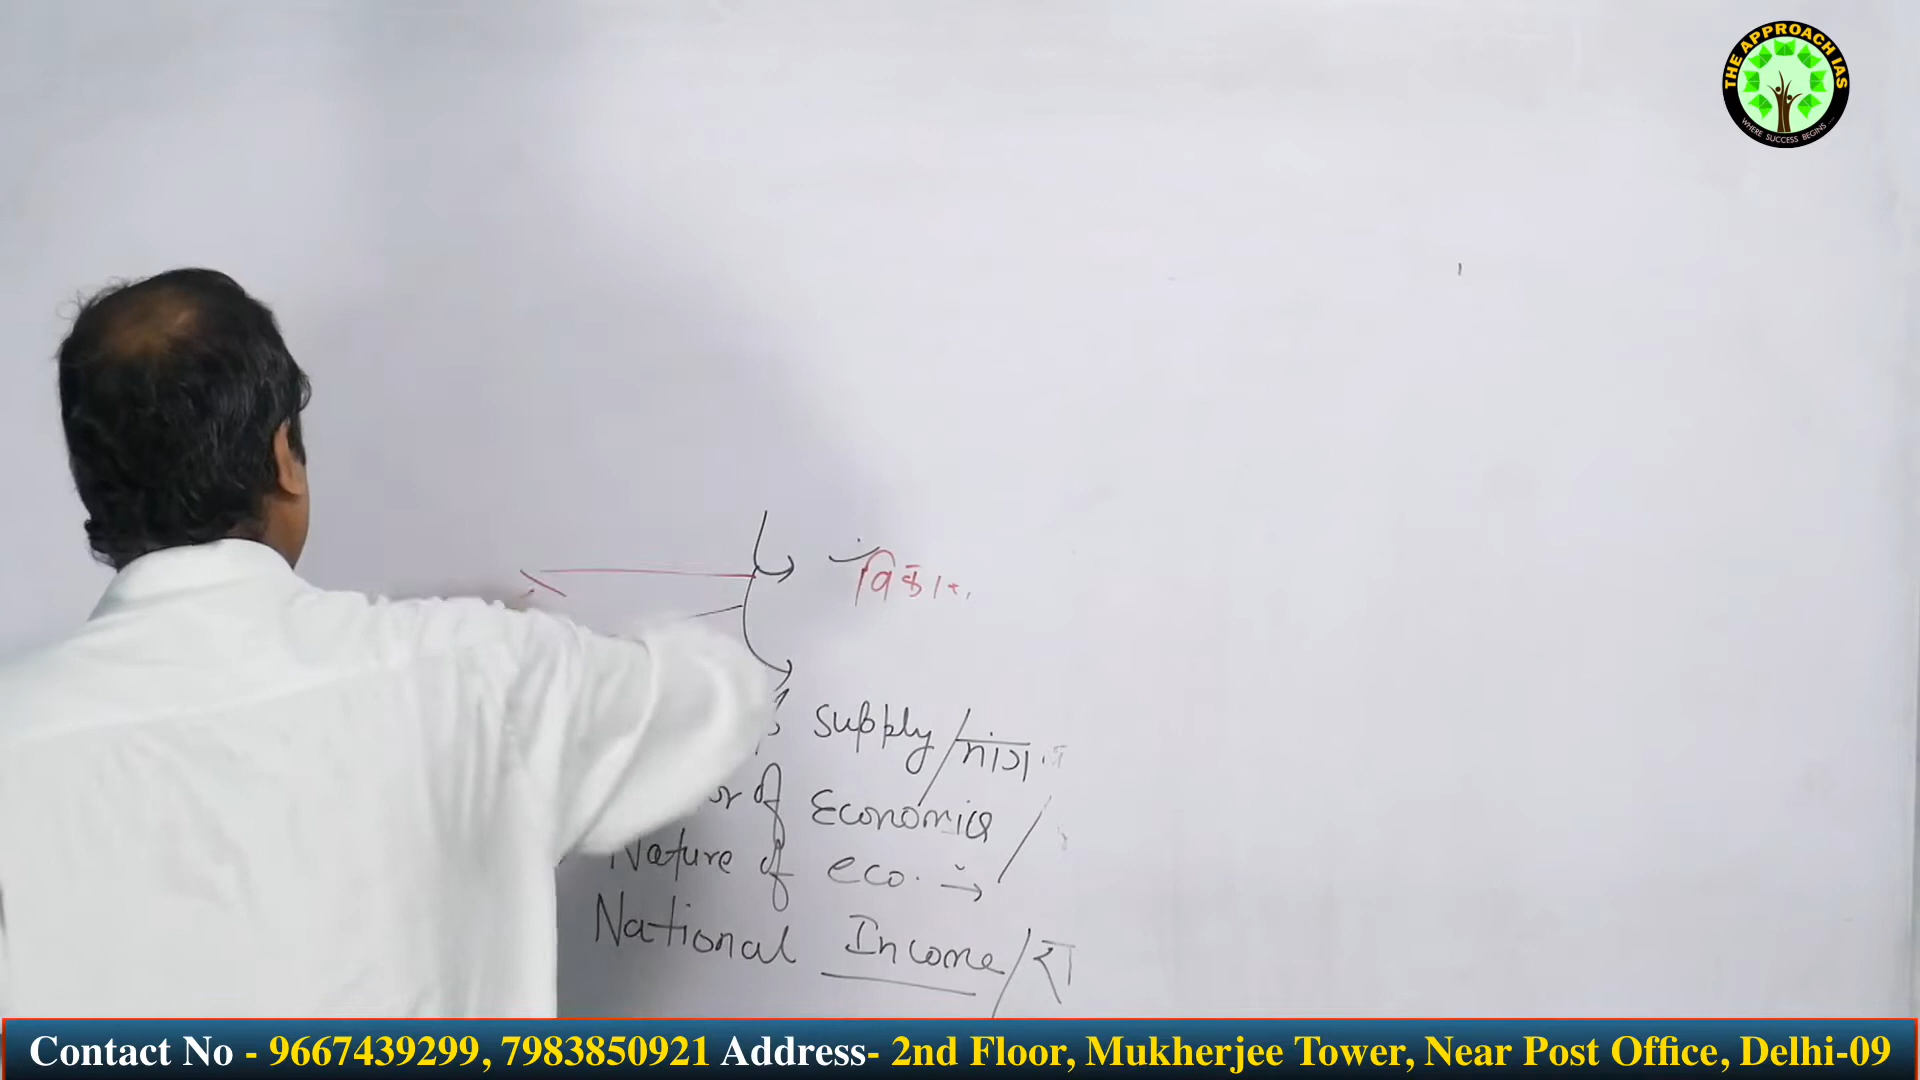 THE APPROACH IAS
WHERE SUCCESS BEGINS ....
विकास
supply / मांग
of Economics /
Nature of eco. →
National Income / रा
Contact No - 9667439299, 7983850921 Address- 2nd Floor, Mukherjee Tower, Near Post Office, Delhi-09